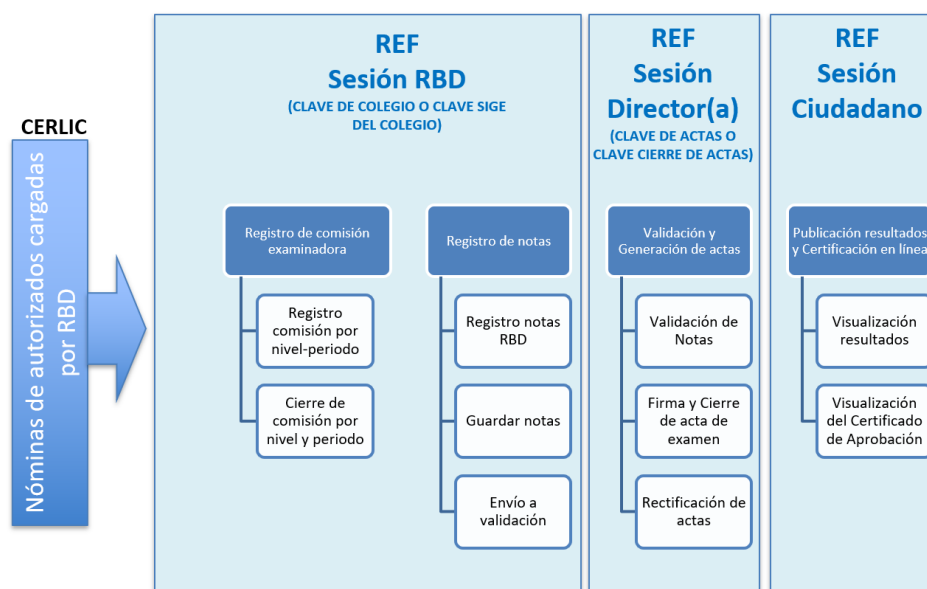 CERLIC
Nóminas de autorizados cargadas
por RBD
REF
Sesión RBD
(CLAVE DE COLEGIO O CLAVE SIGE
DEL COLEGIO)
Registro de comisión
examinadora
Registro
comisión por
nivel-periodo
Cierre de
comisión por
nivel y periodo
Registro de notas
Registro notas
RBD
Guardar notas
Envío a
validación
REF
Sesión
Director(a)
(CLAVE DE ACTAS O
CLAVE CIERRE DE ACTAS)
Validación y
Generación de actas
Validación de
Notas
Firma y Cierre
de acta de
examen
Rectificación de
actas
REF
Sesión
Ciudadano
Publicación resultados
y Certificación en línea
Visualización
resultados
Visualización
del Certificado
de Aprobación